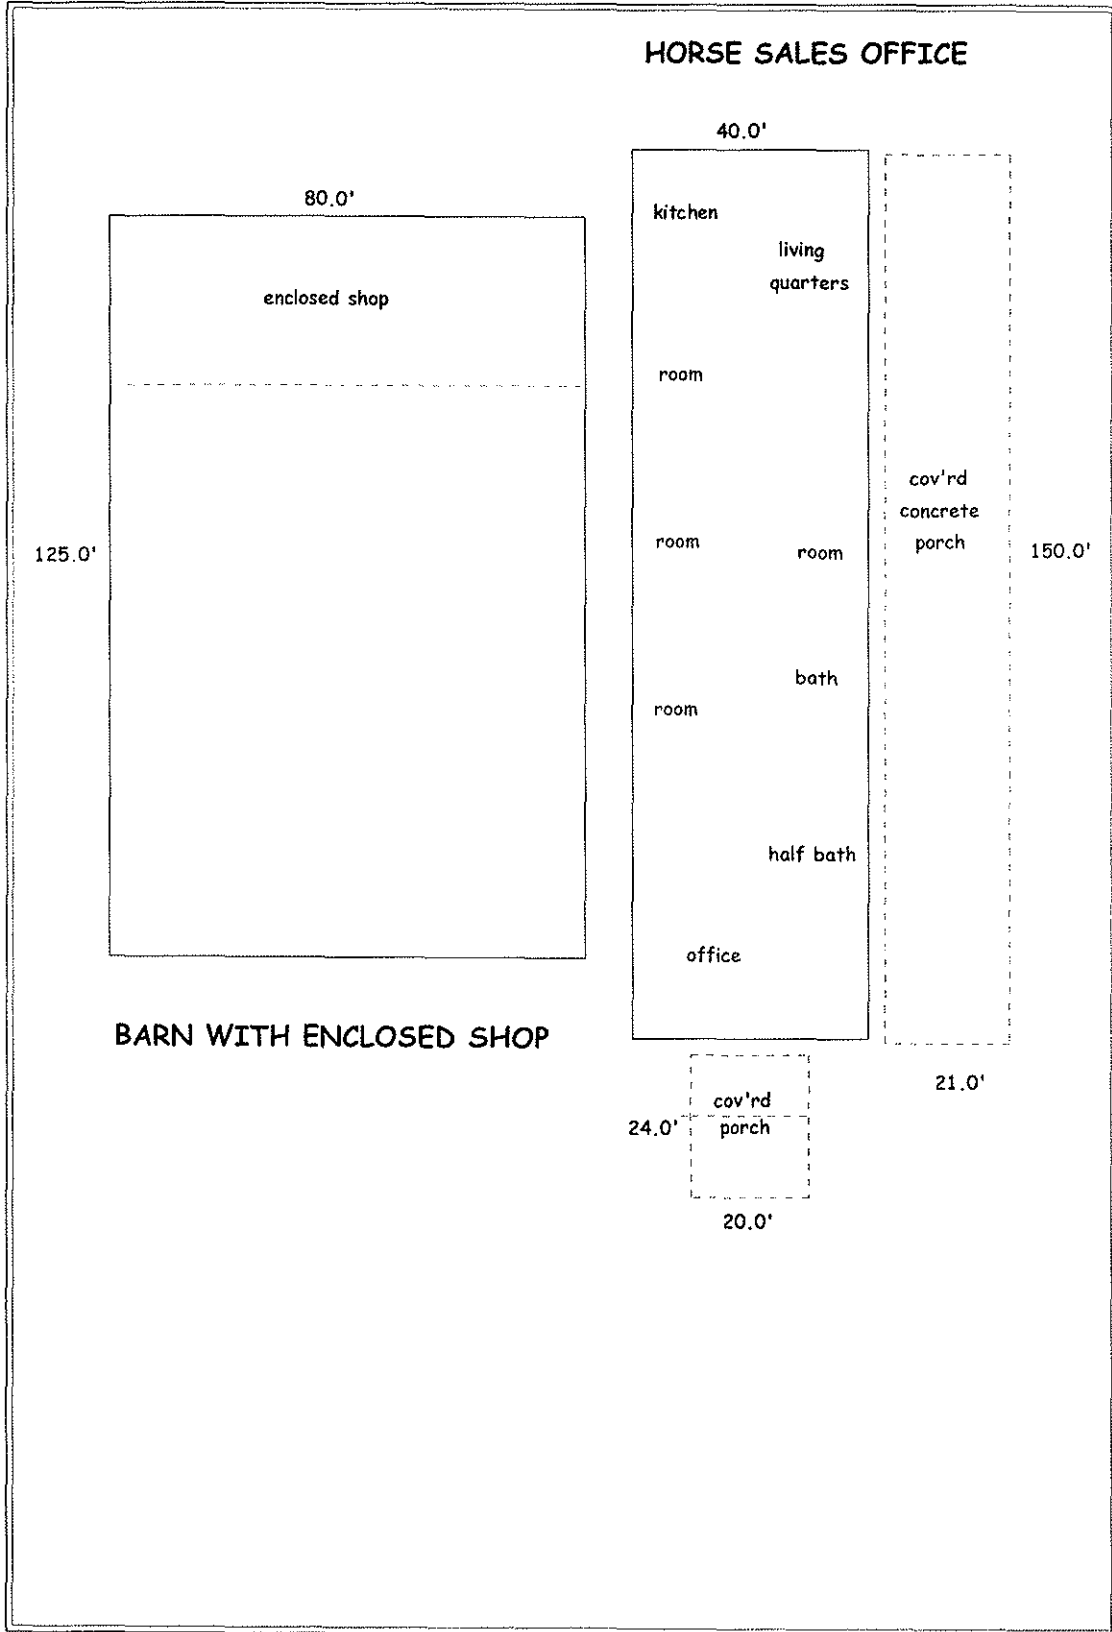 HORSE SALES OFFICE
40.0'
80.0'
kitchen
living
quarters
enclosed shop
room
cov'rd
concrete
porch
125.0'
room
room
150.0'
bath
room
half bath
office
BARN WITH ENCLOSED SHOP
21.0'
cov'rd
porch
24.0'
20.0'